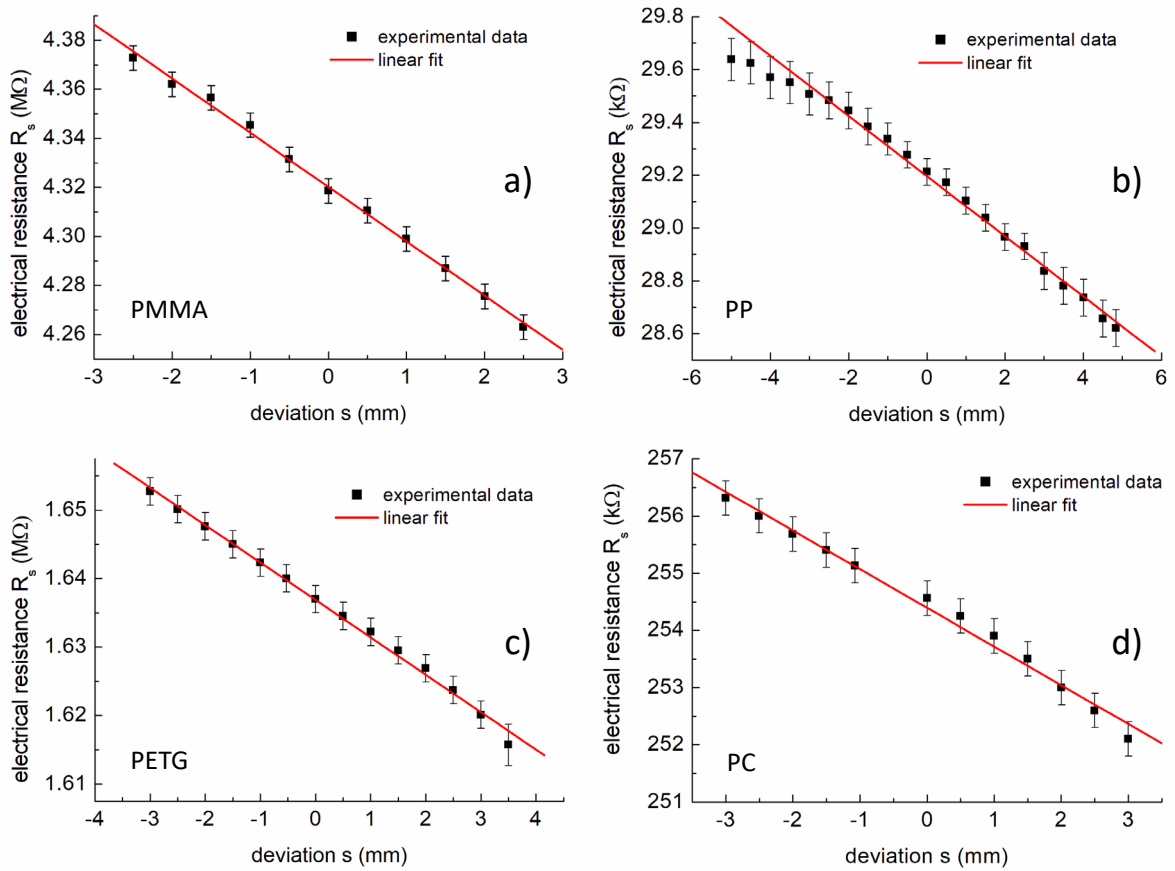 electrical resistance Rs (MΩ)
4.38
4.36
4.34
4.32
4.30
4.28
4.26
experimental data
linear fit
a)
PMMA
-3 -2 -1 0 1 2 3
deviation s (mm)
electrical resistance Rs (kΩ)
29.8
29.6
29.4
29.2
29.0
28.8
28.6
experimental data
linear fit
b)
PP
-6 -4 -2 0 2 4 6
deviation s (mm)
electrical resistance Rs (MΩ)
1.65
1.64
1.63
1.62
1.61
experimental data
linear fit
c)
PETG
-4 -3 -2 -1 0 1 2 3 4
deviation s (mm)
electrical resistance Rs (kΩ)
257
256
255
254
253
252
251
experimental data
linear fit
d)
PC
-3 -2 -1 0 1 2 3
deviation s (mm)